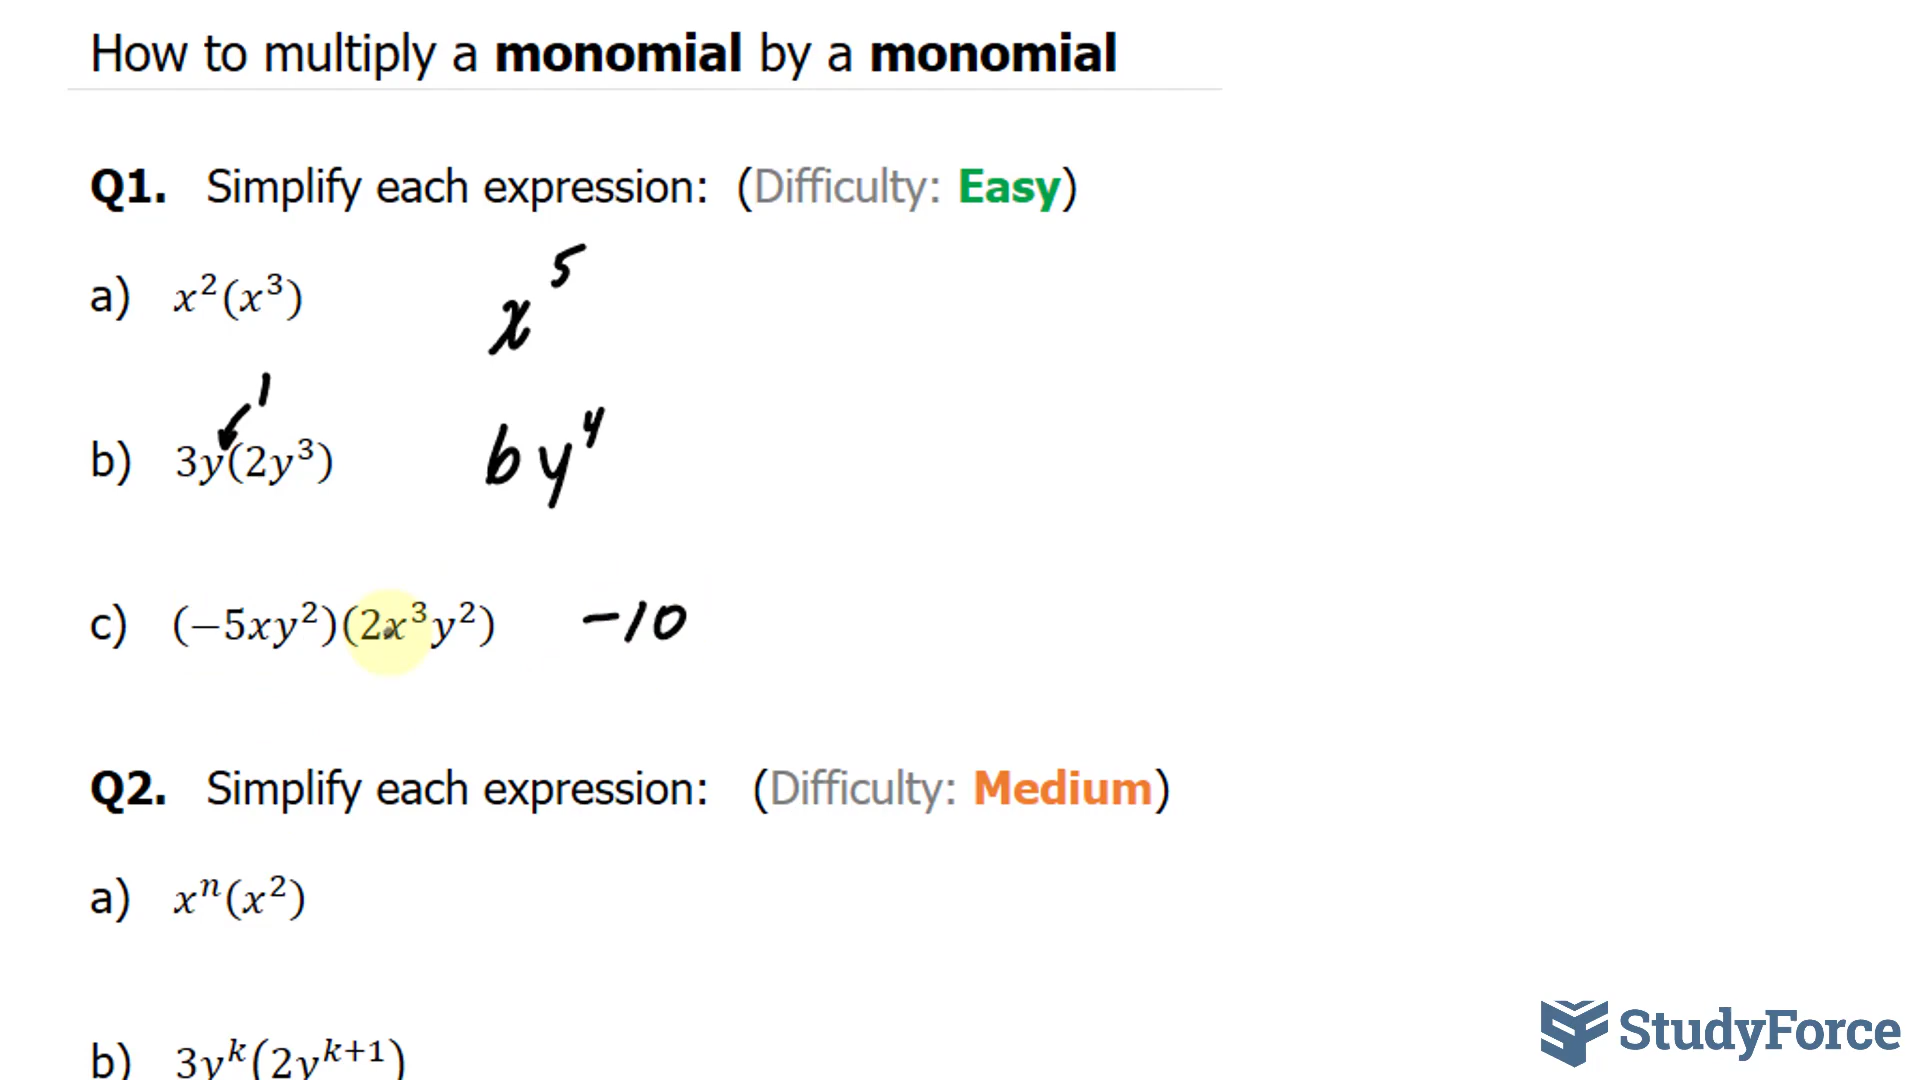 How to multiply a monomial by a monomial
Q1. Simplify each expression: (Difficulty: Easy)
a) x²(x³) x⁵
1
b) 3y(2y³) 6y⁴
c) (−5xy²)(2x³y²) −10
Q2. Simplify each expression: (Difficulty: Medium)
a) xⁿ(x²)
b) 3yᵏ(2yᵏ⁺¹)
StudyForce